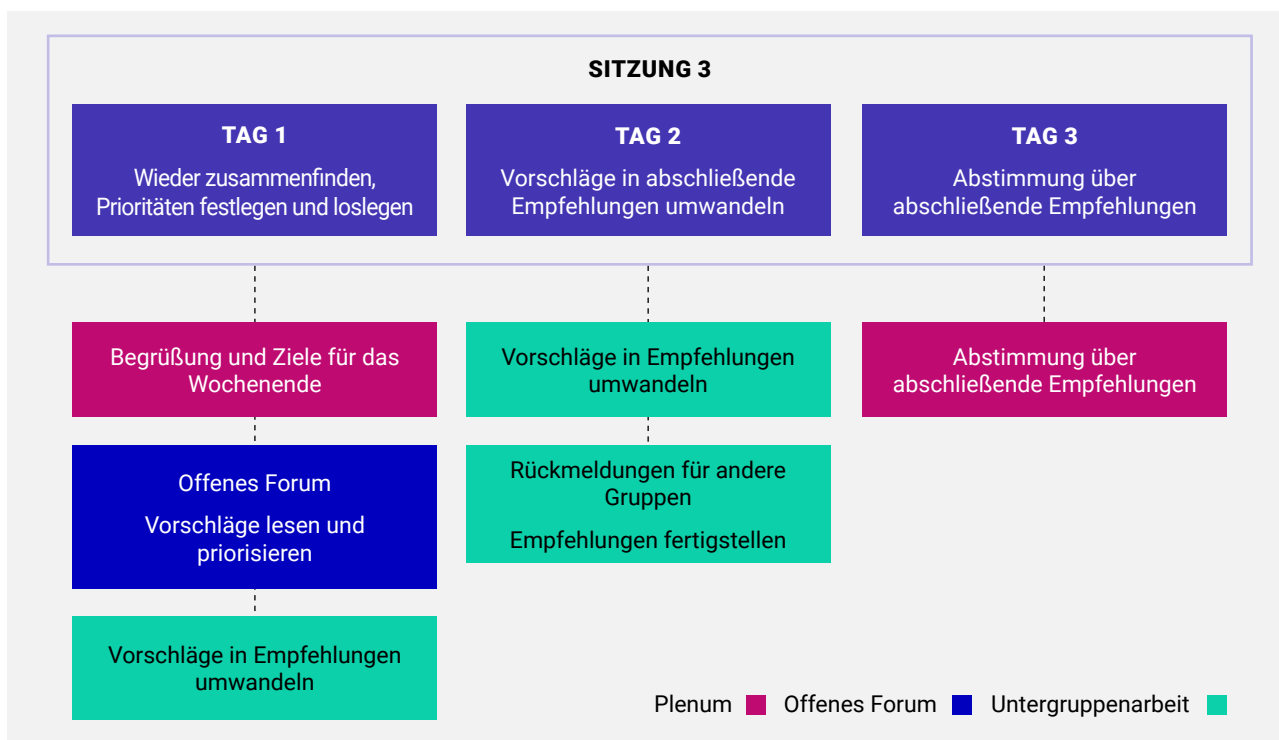 SITZUNG 3
TAG 1
Wieder zusammenfinden,
Prioritäten festlegen und loslegen
TAG 2
Vorschläge in abschließende
Empfehlungen umwandeln
TAG 3
Abstimmung über
abschließende Empfehlungen
Begrüßung und Ziele für das
Wochenende
Offenes Forum
Vorschläge lesen und
priorisieren
Vorschläge in Empfehlungen
umwandeln
Vorschläge in Empfehlungen
umwandeln
Rückmeldungen für andere
Gruppen
Empfehlungen fertigstellen
Abstimmung über
abschließende Empfehlungen
Plenum Offenes Forum Untergruppenarbeit